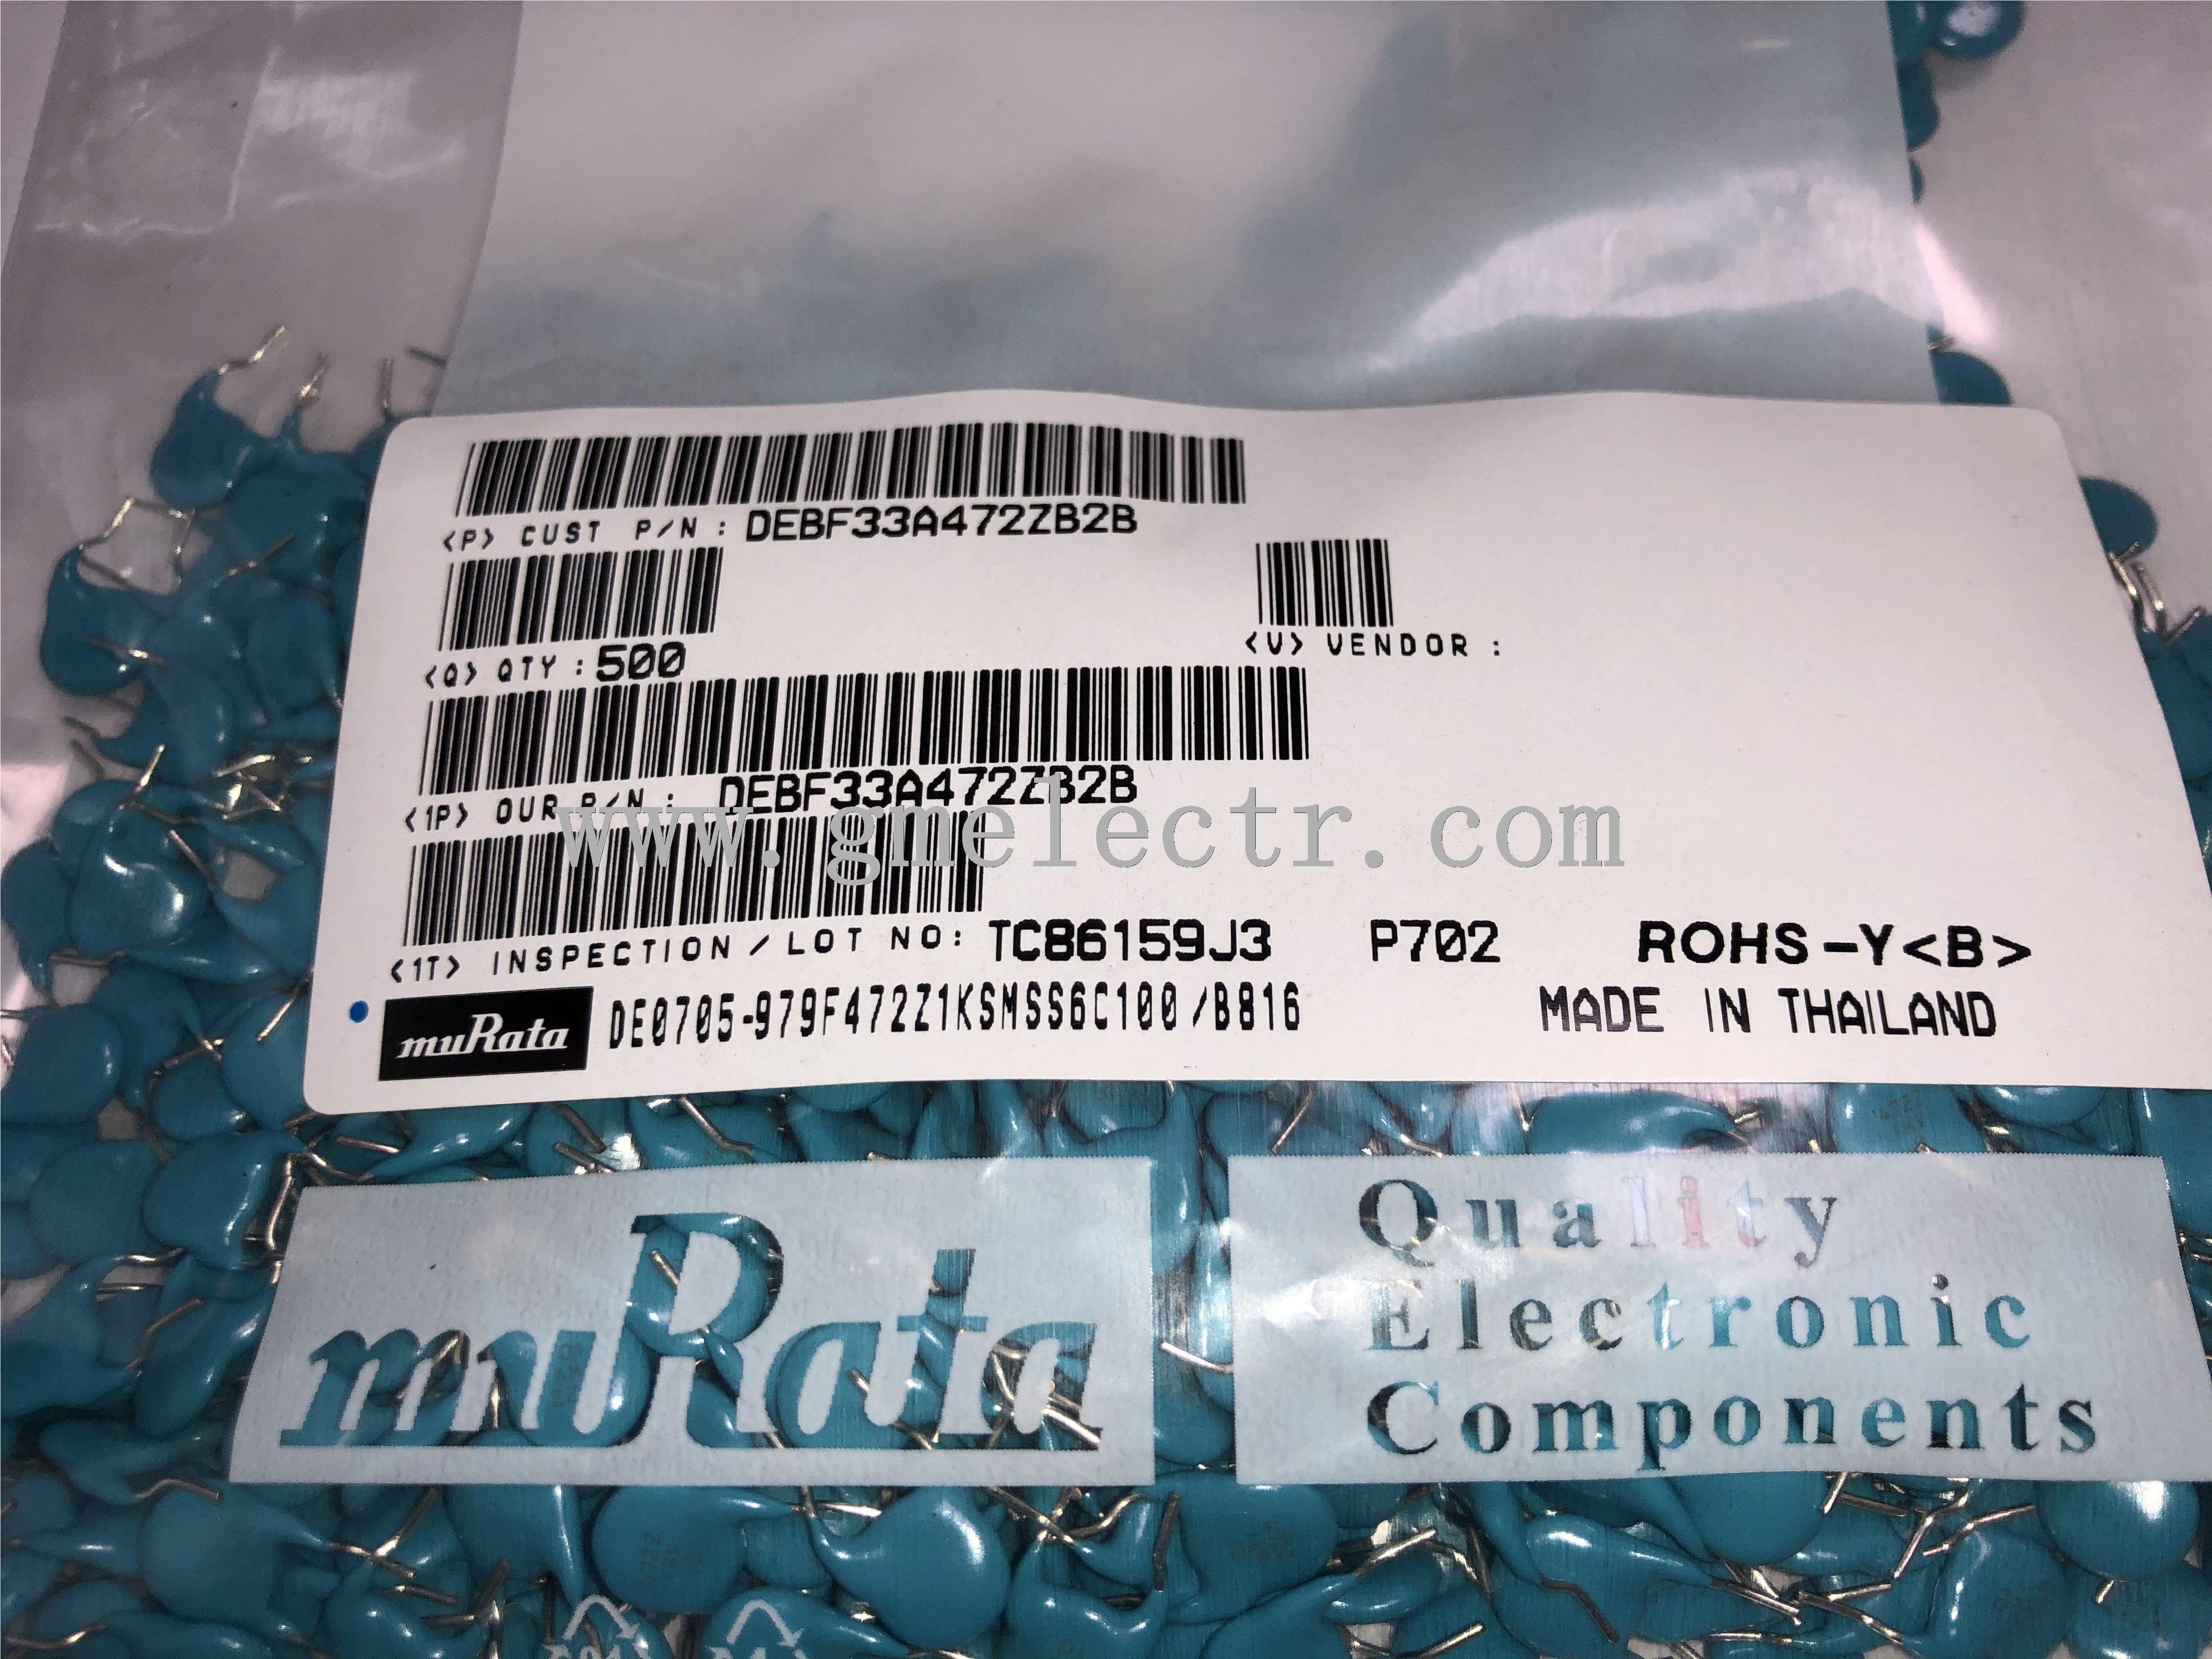 <P> CUST P/N : DEBF33A472ZB2B
<Q> QTY : 500
<V> VENDOR :
<1P> OUR P/N : DEBF33A472ZB2B
www.gmelectr.com
<1T> INSPECTION / LOT NO: TC86159J3 P702 ROHS-Y<B>
muRata DE0705-979F472Z1KSMSS6C100 /B816 MADE IN THAILAND
muRata
Quality
Electronic
Components